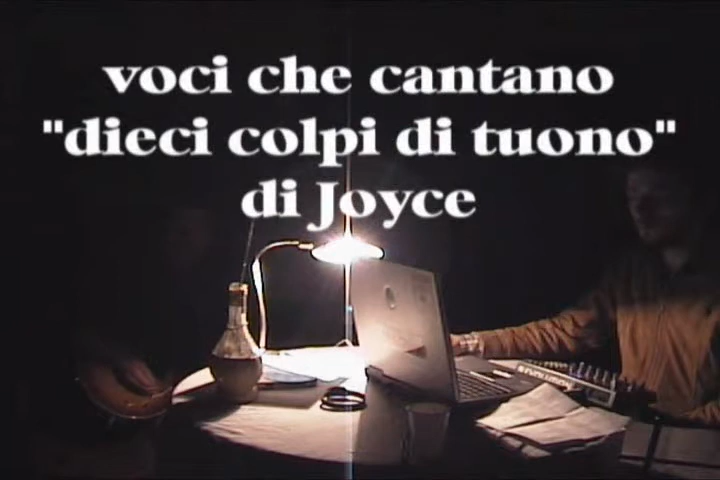 voci che cantano
"dieci colpi di tuono"
di Joyce